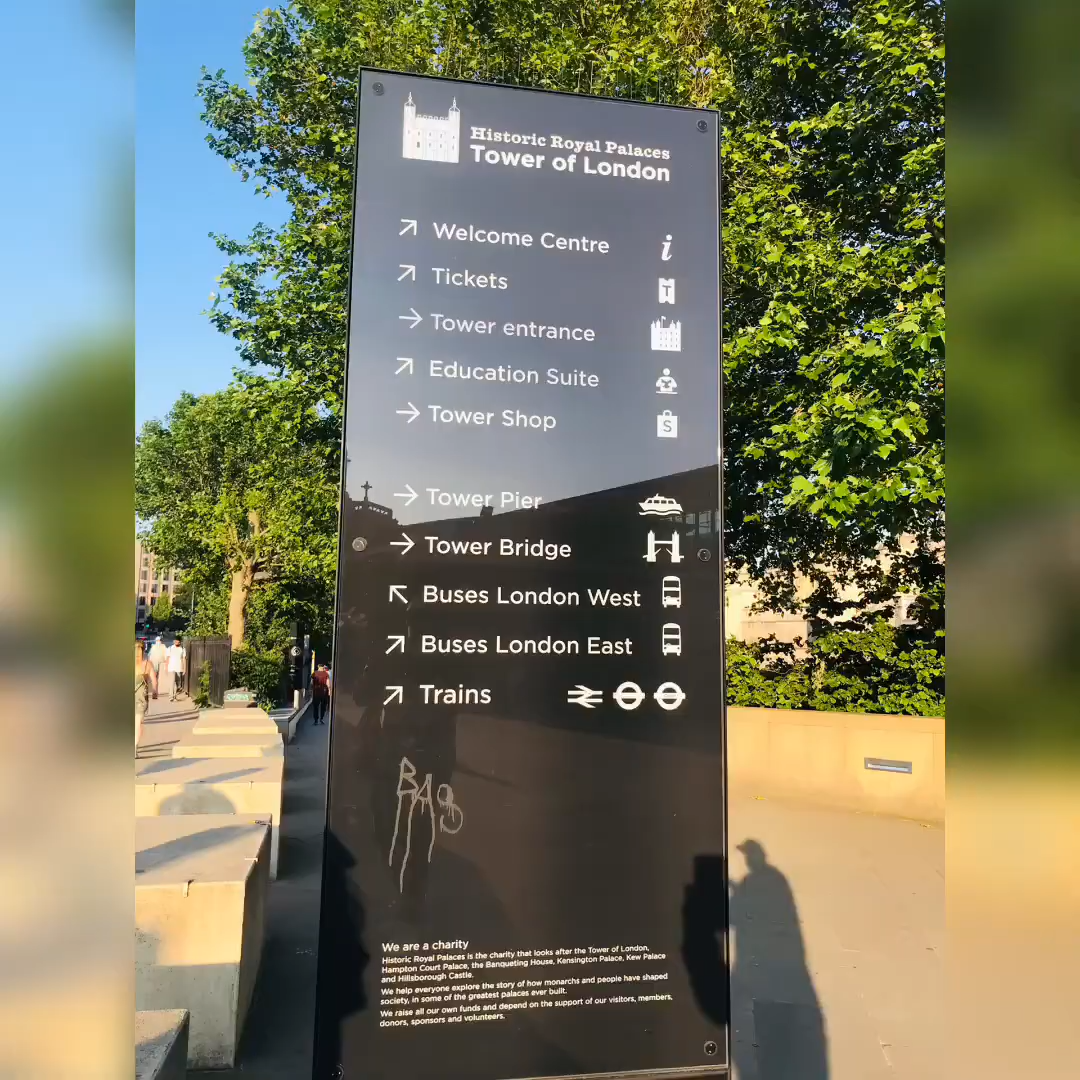 Historic Royal Palaces
Tower of London
Welcome Centre
i
Tickets
T
Tower entrance
Education Suite
Tower Shop
S
Tower Pier
Tower Bridge
Buses London West
Buses London East
Trains
BAS
We are a charity
Historic Royal Palaces is the charity that looks after the Tower of London,
Hampton Court Palace, the Banqueting House, Kensington Palace, Kew Palace
and Hillsborough Castle.
We help everyone explore the story of how monarchs and people have shaped
society, in some of the greatest palaces ever built.
We raise all our own funds and depend on the support of our visitors, members,
donors, sponsors and volunteers.